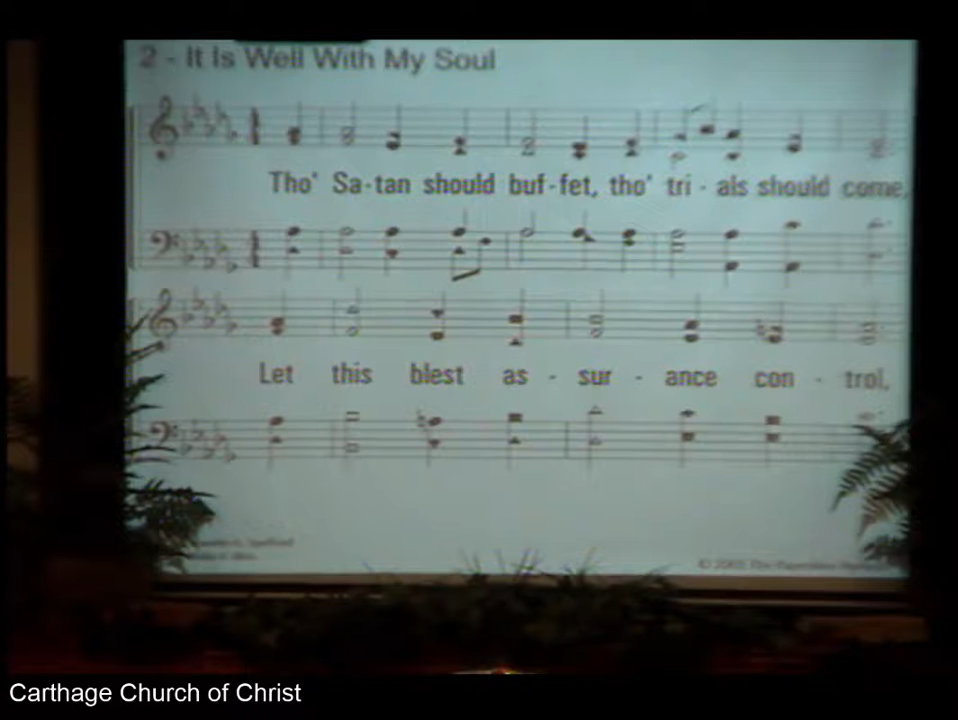 2 - It Is Well With My Soul
Tho' Sa-tan should buf-fet, tho' tri - als should come,
Let this blest as - sur - ance con - trol,
Carthage Church of Christ